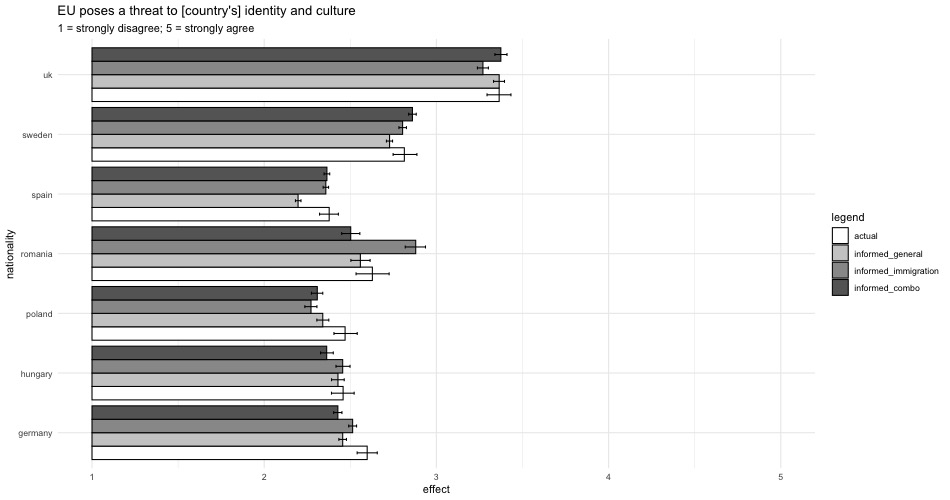 EU poses a threat to [country's] identity and culture
1 = strongly disagree; 5 = strongly agree
nationality
uk
sweden
spain
romania
poland
hungary
germany
1 2 3 4 5
effect
legend
actual
informed_general
informed_immigration
informed_combo